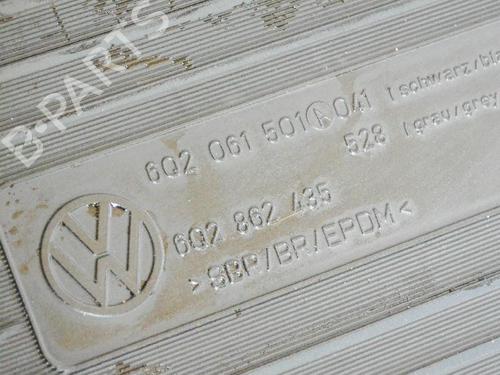 B-PARTS
6Q2 061 501 A 041 | schwarz/bla
528 | grau/grey
6Q2 862 435
>SBR/BR/EPDM<